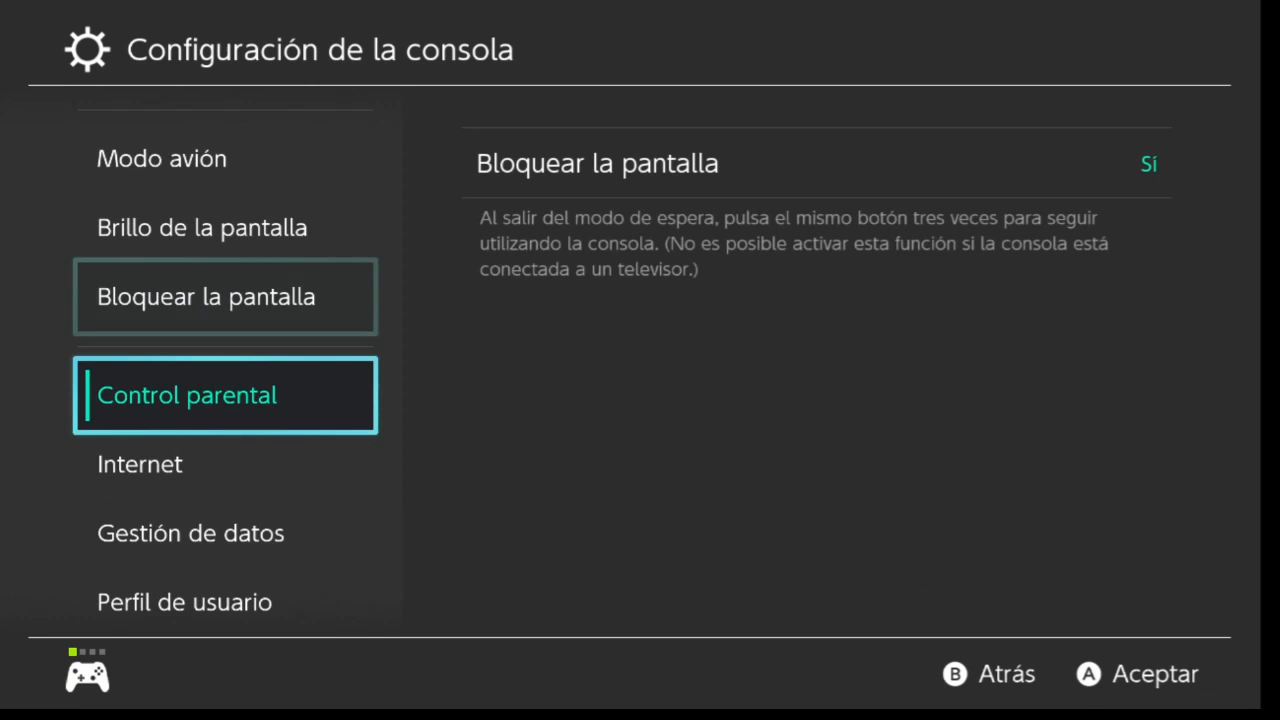 Configuración de la consola
Modo avión
Brillo de la pantalla
Bloquear la pantalla
Control parental
Internet
Gestión de datos
Perfil de usuario
Bloquear la pantalla Sí
Al salir del modo de espera, pulsa el mismo botón tres veces para seguir
utilizando la consola. (No es posible activar esta función si la consola está
conectada a un televisor.)
B Atrás A Aceptar